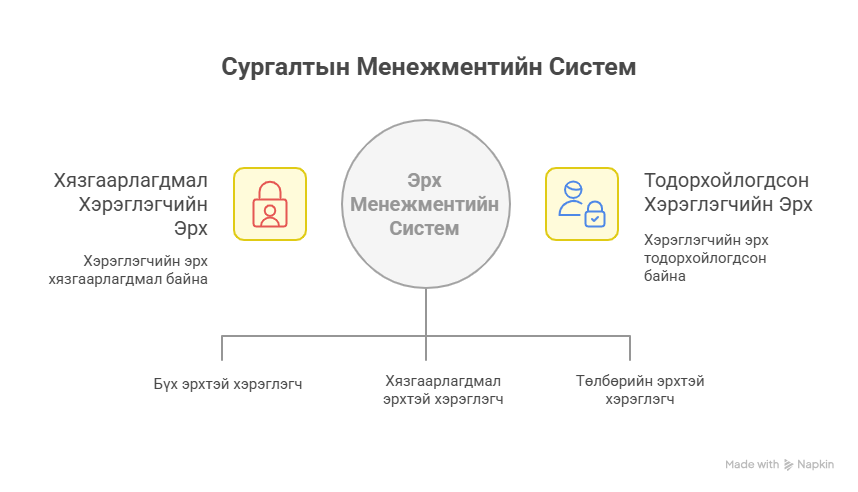 Сургалтын Менежментийн Систем
Хязгаарлагдмал
Хэрэглэгчийн
Эрх
Хэрэглэгчийн эрх
хязгаарлагдмал байна
Эрх
Менежментийн
Систем
Тодорхойлогдсон
Хэрэглэгчийн Эрх
Хэрэглэгчийн эрх
тодорхойлогдсон
байна
Бүх эрхтэй хэрэглэгч
Хязгаарлагдмал
эрхтэй хэрэглэгч
Төлбөрийн эрхтэй
хэрэглэгч
Made with Napkin